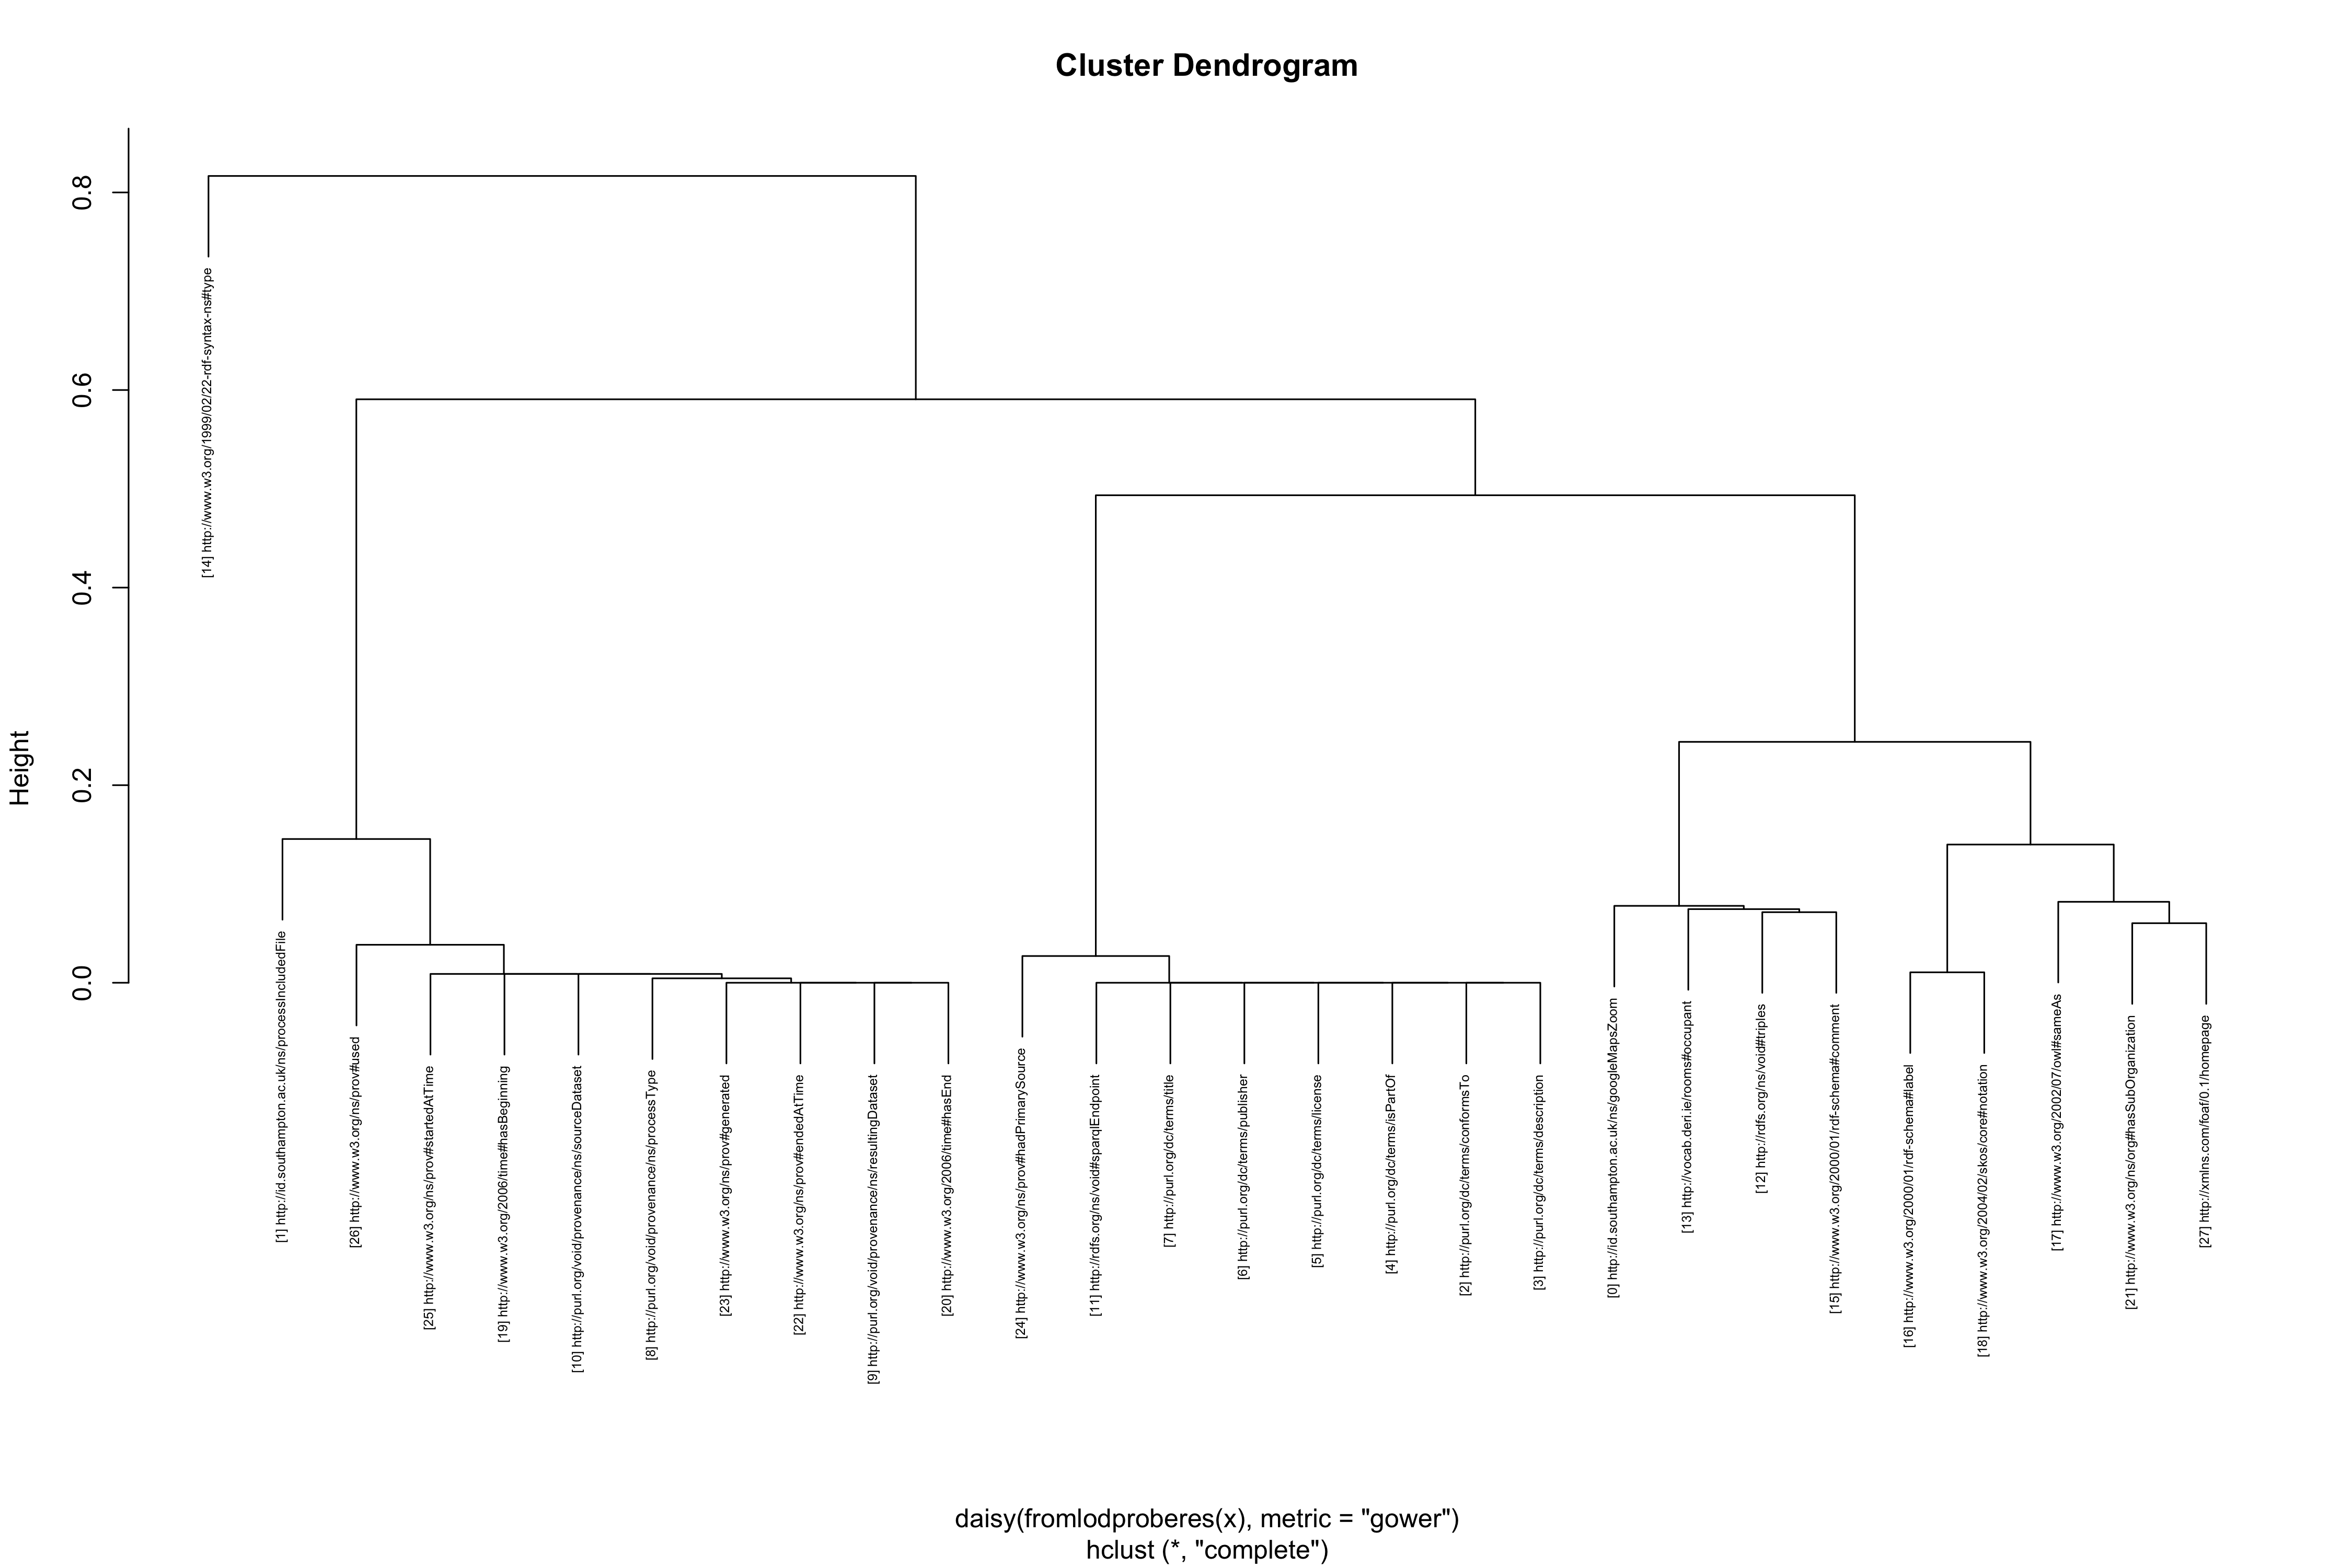 Cluster Dendrogram
Height
0.0
0.2
0.4
0.6
0.8
[14] http://www.w3.org/1999/02/22-rdf-syntax-ns#type
[1] http://id.southampton.ac.uk/ns/processIncludedFile
[26] http://www.w3.org/ns/prov#used
[25] http://www.w3.org/ns/prov#startedAtTime
[19] http://www.w3.org/2006/time#hasBeginning
[10] http://purl.org/void/provenance/ns/sourceDataset
[8] http://purl.org/void/provenance/ns/processType
[23] http://www.w3.org/ns/prov#generated
[22] http://www.w3.org/ns/prov#endedAtTime
[9] http://purl.org/void/provenance/ns/resultingDataset
[20] http://www.w3.org/2006/time#hasEnd
[24] http://www.w3.org/ns/prov#hadPrimarySource
[11] http://rdfs.org/ns/void#sparqlEndpoint
[7] http://purl.org/dc/terms/title
[6] http://purl.org/dc/terms/publisher
[5] http://purl.org/dc/terms/license
[4] http://purl.org/dc/terms/isPartOf
[2] http://purl.org/dc/terms/conformsTo
[3] http://purl.org/dc/terms/description
[0] http://id.southampton.ac.uk/ns/googleMapsZoom
[13] http://vocab.deri.ie/rooms#occupant
[12] http://rdfs.org/ns/void#triples
[15] http://www.w3.org/2000/01/rdf-schema#comment
[16] http://www.w3.org/2000/01/rdf-schema#label
[18] http://www.w3.org/2004/02/skos/core#notation
[17] http://www.w3.org/2002/07/owl#sameAs
[21] http://www.w3.org/ns/org#hasSubOrganization
[27] http://xmlns.com/foaf/0.1/homepage
daisy(fromlodproberes(x), metric = "gower")
hclust (*, "complete")